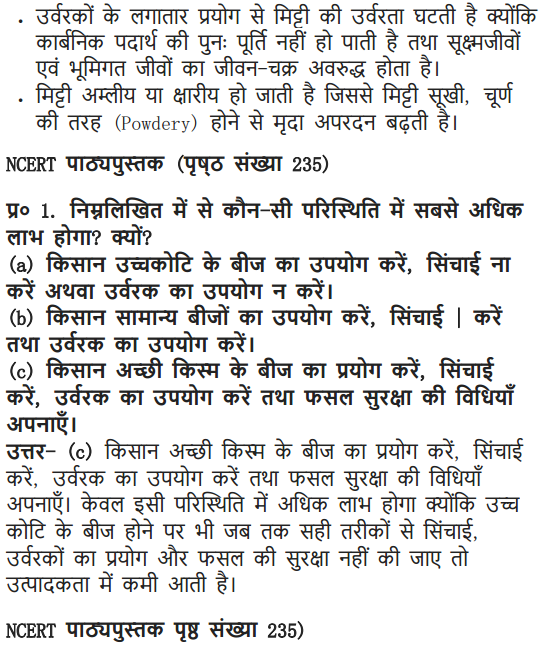 • उर्वरकों के लगातार प्रयोग से मिट्टी की उर्वरता घटती है क्योंकि
कार्बनिक पदार्थ की पुनः पूर्ति नहीं हो पाती है तथा सूक्ष्मजीवों
एवं भूमिगत जीवों का जीवन-चक्र अवरुद्ध होता है।
• मिट्टी अम्लीय या क्षारीय हो जाती है जिससे मिट्टी सूखी, चूर्ण
की तरह (Powdery) होने से मृदा अपरदन बढ़ती है।
NCERT पाठ्यपुस्तक (पृष्ठ संख्या 235)
प्र० 1. निम्नलिखित में से कौन-सी परिस्थिति में सबसे अधिक
लाभ होगा? क्यों?
(a) किसान उच्चकोटि के बीज का उपयोग करें, सिंचाई ना
करें अथवा उर्वरक का उपयोग न करें।
(b) किसान सामान्य बीजों का उपयोग करें, सिंचाई | करें
तथा उर्वरक का उपयोग करें।
(c) किसान अच्छी किस्म के बीज का प्रयोग करें, सिंचाई
करें, उर्वरक का उपयोग करें तथा फसल सुरक्षा की विधियाँ
अपनाएँ।
उत्तर- (c) किसान अच्छी किस्म के बीज का प्रयोग करें, सिंचाई
करें, उर्वरक का उपयोग करें तथा फसल सुरक्षा की विधियाँ
अपनाएँ। केवल इसी परिस्थिति में अधिक लाभ होगा क्योंकि उच्च
कोटि के बीज होने पर भी जब तक सही तरीकों से सिंचाई,
उर्वरकों का प्रयोग और फसल की सुरक्षा नहीं की जाए तो
उत्पादकता में कमी आती है।
NCERT पाठ्यपुस्तक पृष्ठ संख्या 235)